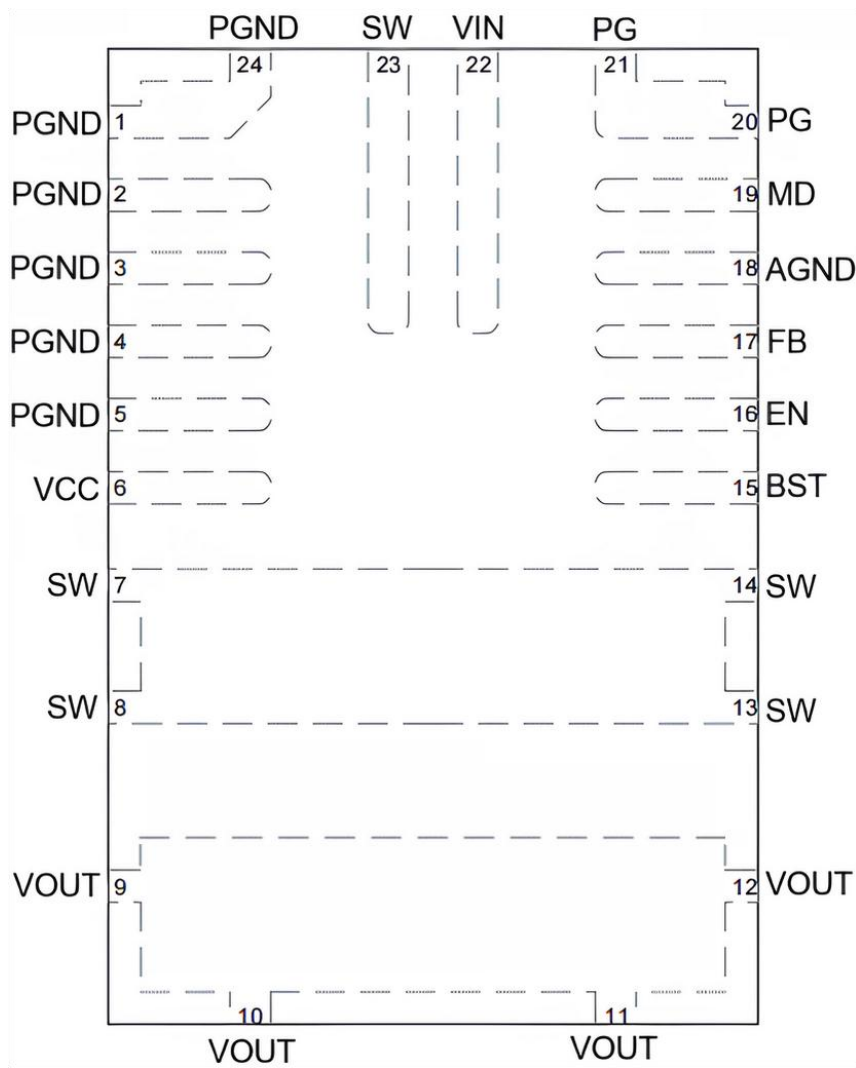 PGND SW VIN PG
24 23 22 21
PGND 1 20 PG
PGND 2 19 MD
PGND 3 18 AGND
PGND 4 17 FB
PGND 5 16 EN
VCC 6 15 BST
SW 7 14 SW
SW 8 13 SW
VOUT 9 12 VOUT
10 11
VOUT VOUT